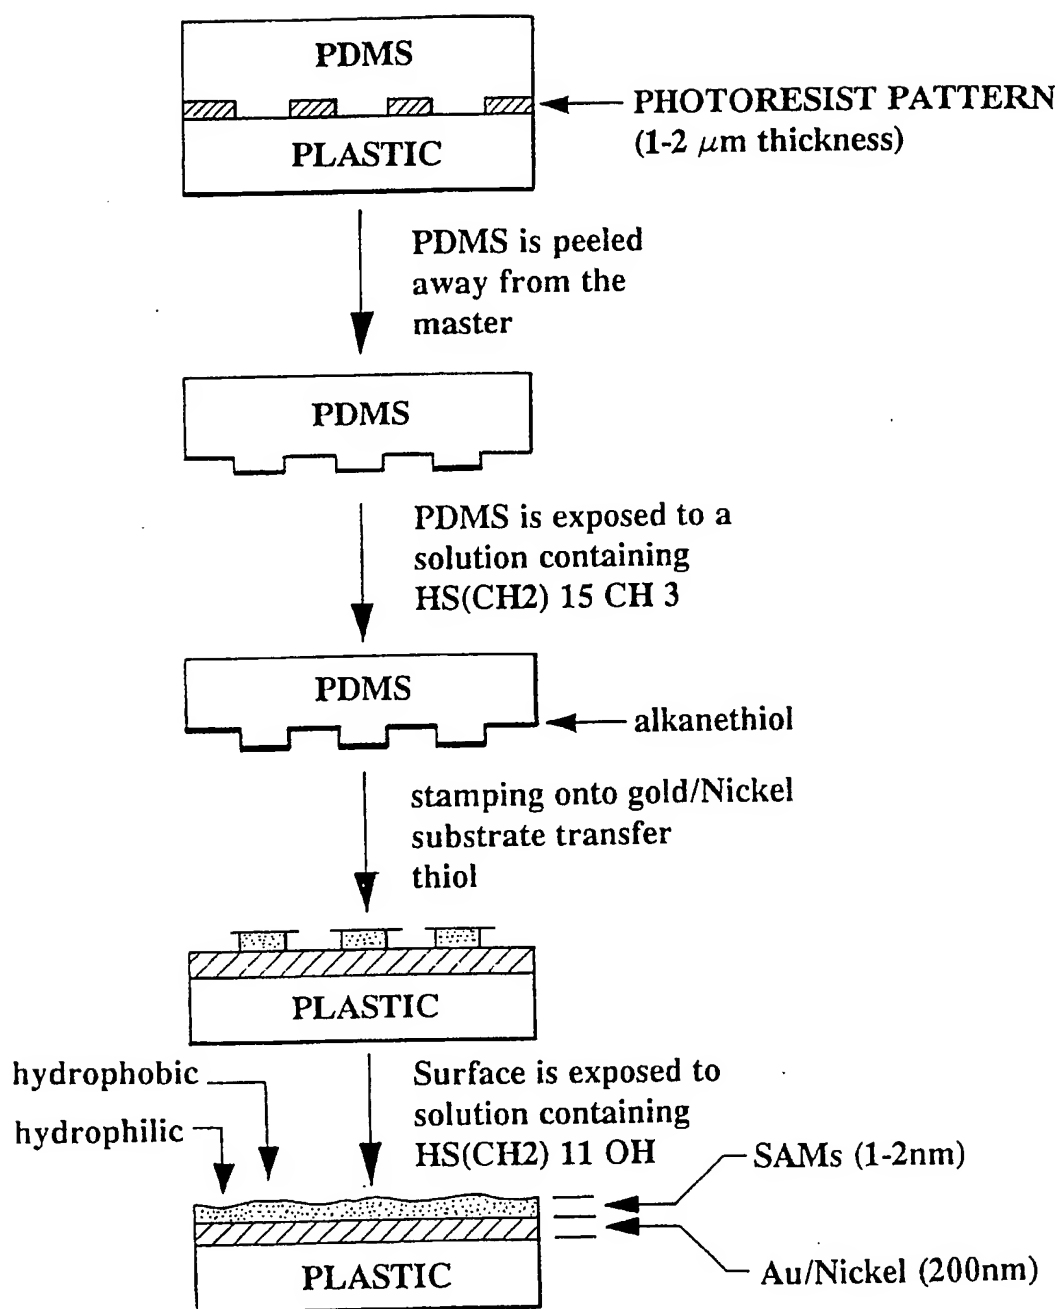 PDMS
PHOTORESIST PATTERN
(1-2 μm thickness)
PLASTIC
PDMS is peeled
away from the
master
PDMS
PDMS is exposed to a
solution containing
HS(CH2) 15 CH 3
PDMS
alkanethiol
stamping onto gold/Nickel
substrate transfer
thiol
PLASTIC
hydrophobic
hydrophilic
Surface is exposed to
solution containing
HS(CH2) 11 OH
SAMs (1-2nm)
Au/Nickel (200nm)
PLASTIC